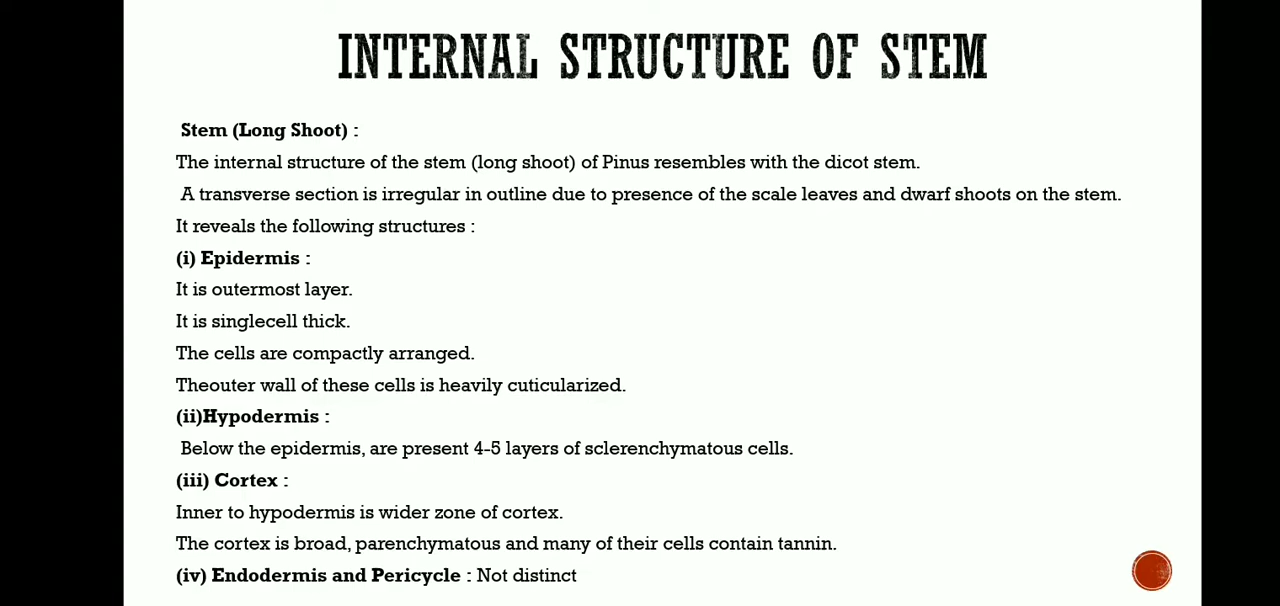 INTERNAL STRUCTURE OF STEM
Stem (Long Shoot) :
The internal structure of the stem (long shoot) of Pinus resembles with the dicot stem.
A transverse section is irregular in outline due to presence of the scale leaves and dwarf shoots on the stem.
It reveals the following structures :
(i) Epidermis :
It is outermost layer.
It is singlecell thick.
The cells are compactly arranged.
Theouter wall of these cells is heavily cuticularized.
(ii)Hypodermis :
Below the epidermis, are present 4-5 layers of sclerenchymatous cells.
(iii) Cortex :
Inner to hypodermis is wider zone of cortex.
The cortex is broad, parenchymatous and many of their cells contain tannin.
(iv) Endodermis and Pericycle : Not distinct